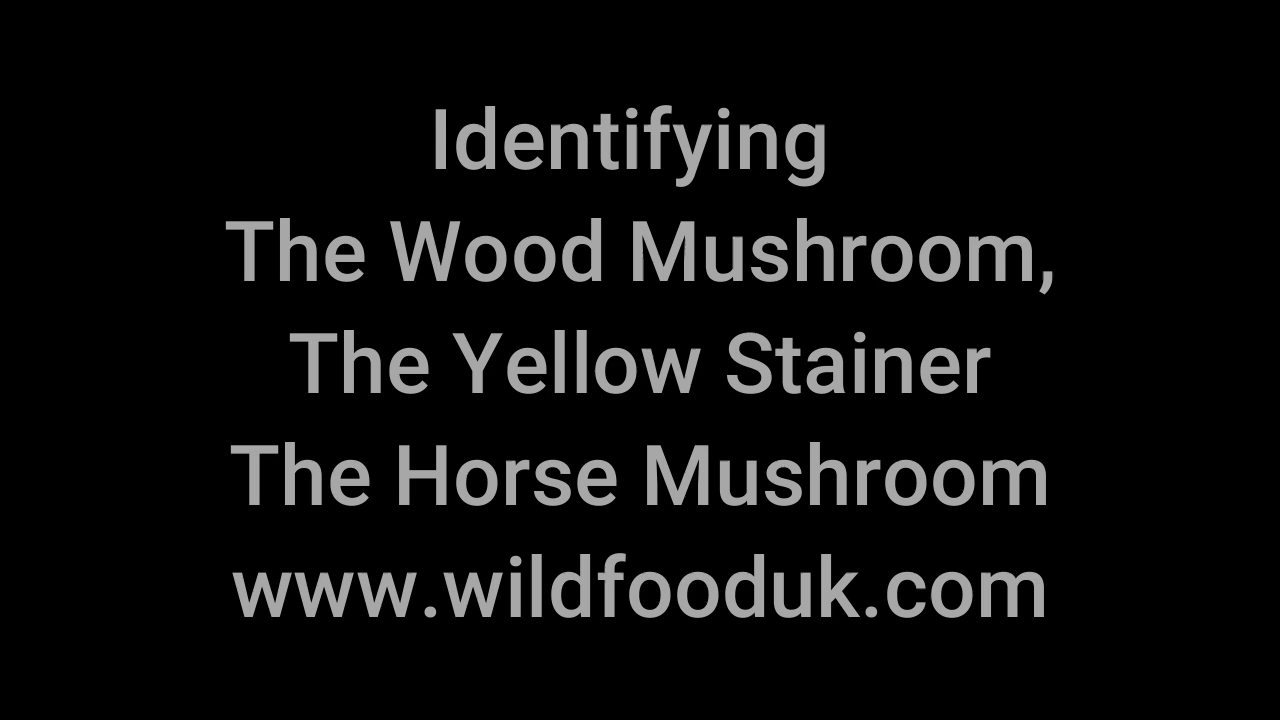 Identifying
The Wood Mushroom,
The Yellow Stainer
The Horse Mushroom
www.wildfooduk.com